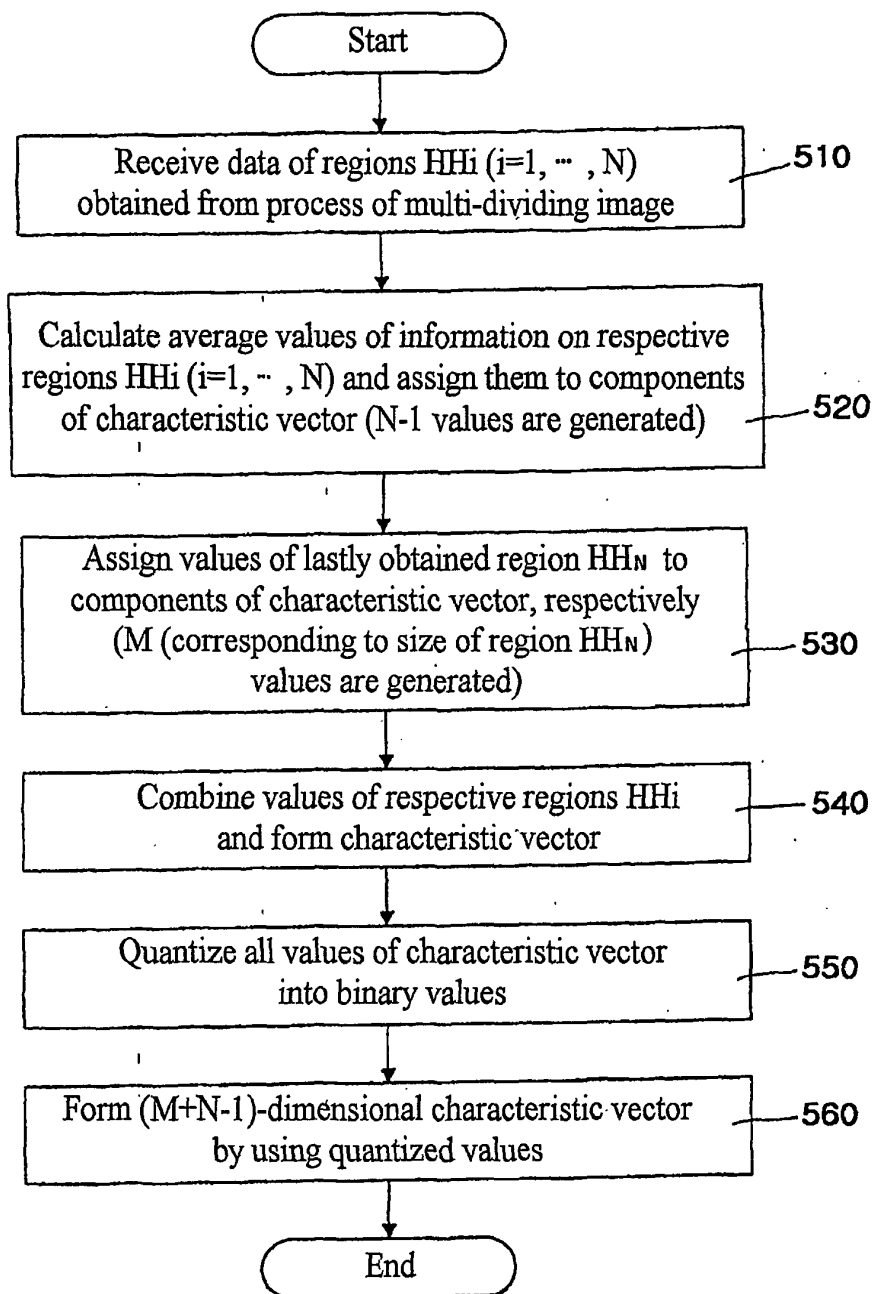 Start
Receive data of regions HHi (i=1, ··· , N)
obtained from process of multi-dividing image
510
Calculate average values of information on respective
regions HHi (i=1, ·· , N) and assign them to components
of characteristic vector (N-1 values are generated)
520
Assign values of lastly obtained region HHN to
components of characteristic vector, respectively
(M (corresponding to size of region HHN)
values are generated)
530
Combine values of respective regions HHi
and form characteristic vector
540
Quantize all values of characteristic vector
into binary values
550
Form (M+N-1)-dimensional characteristic vector
by using quantized values
560
End